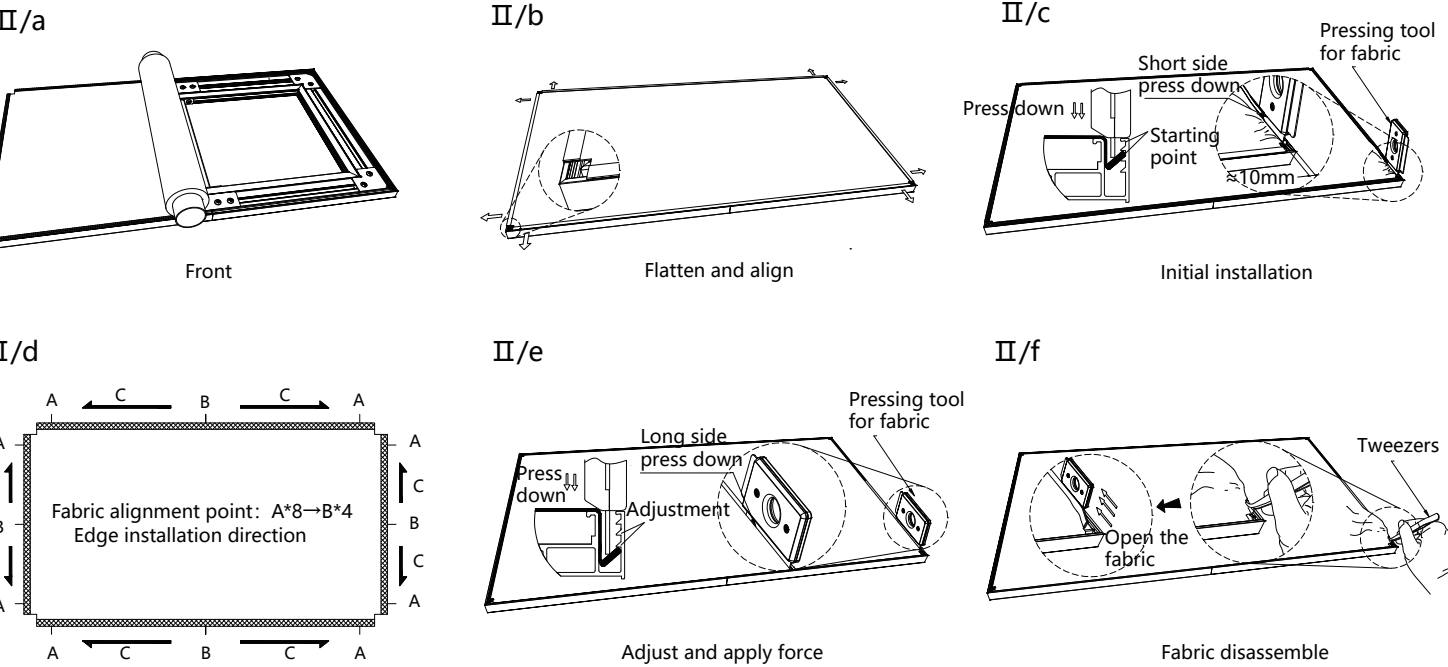 Ⅱ/a
Front
Ⅱ/b
Flatten and align
Ⅱ/c
Pressing tool
for fabric
Short side
press down
Press down
Starting
point
≈10mm
Initial installation
Ⅰ/d
A
C
B
C
A
A
A
C
C
Fabric alignment point: A*8→B*4
Edge installation direction
B
B
C
C
A
A
A
C
B
C
A
Ⅱ/e
Pressing tool
for fabric
Long side
press down
Press
down
Adjustment
Adjust and apply force
Ⅱ/f
Tweezers
Open the
fabric
Fabric disassemble